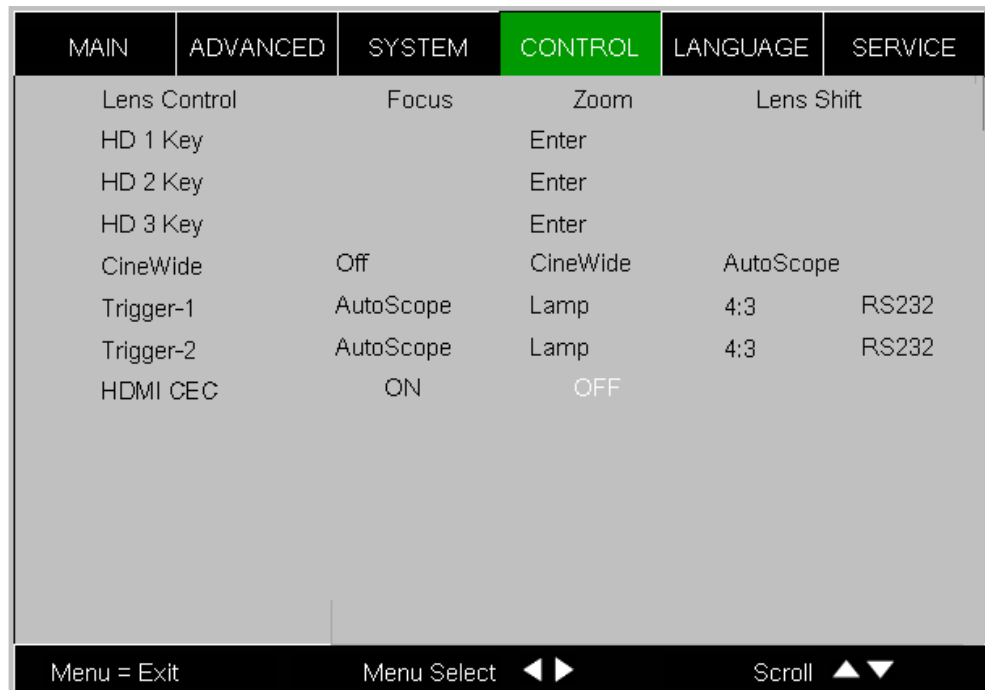 MAIN ADVANCED SYSTEM CONTROL LANGUAGE SERVICE
Lens Control Focus Zoom Lens Shift
HD 1 Key Enter
HD 2 Key Enter
HD 3 Key Enter
CineWide Off CineWide AutoScope
Trigger-1 AutoScope Lamp 4:3 RS232
Trigger-2 AutoScope Lamp 4:3 RS232
HDMI CEC ON OFF
Menu = Exit Menu Select ◀ ▶ Scroll ▲ ▼